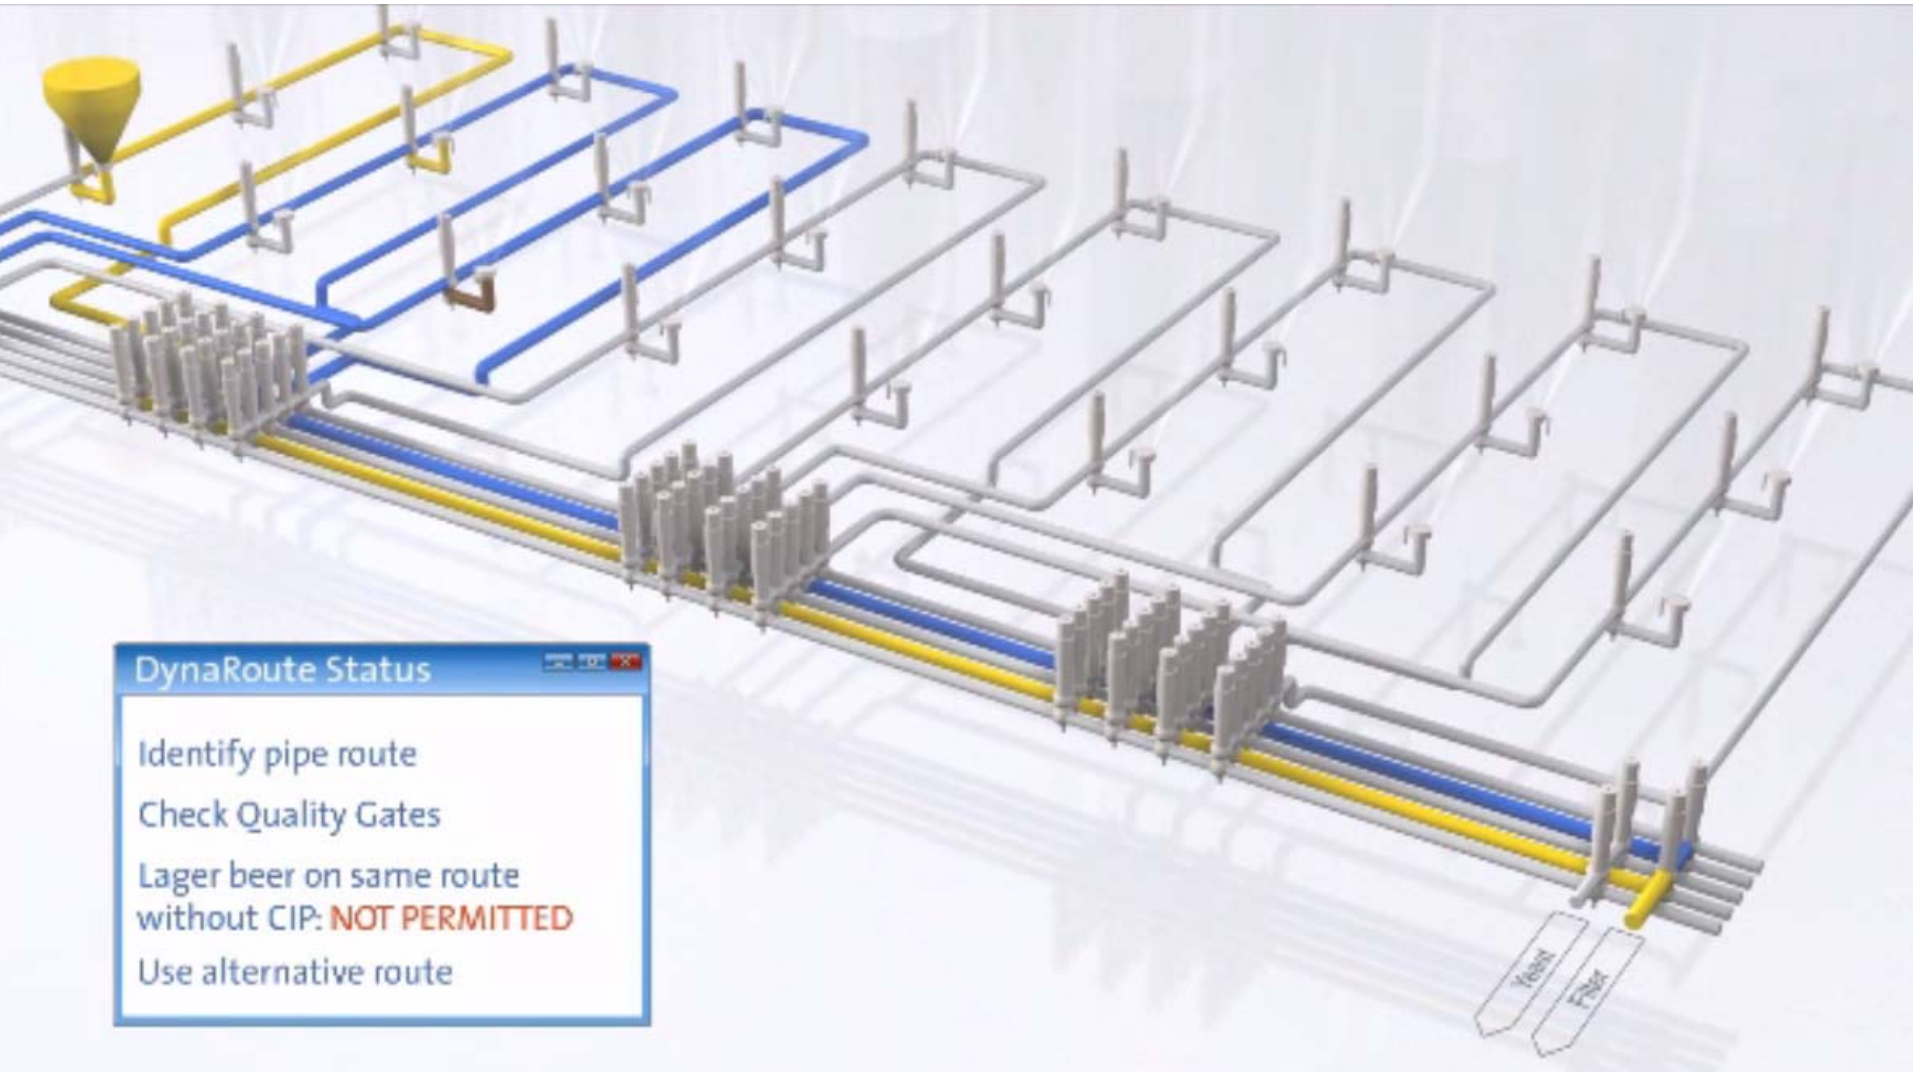 DynaRoute Status
Identify pipe route
Check Quality Gates
Lager beer on same route
without CIP: NOT PERMITTED
Use alternative route
Yeast
Filter